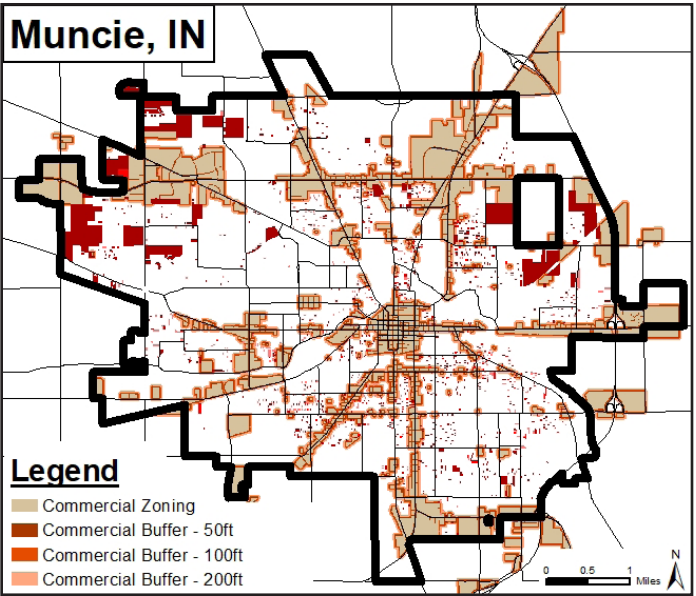 Muncie, IN
Legend
Commercial Zoning
Commercial Buffer - 50ft
Commercial Buffer - 100ft
Commercial Buffer - 200ft
0 0.5 1
Miles
N